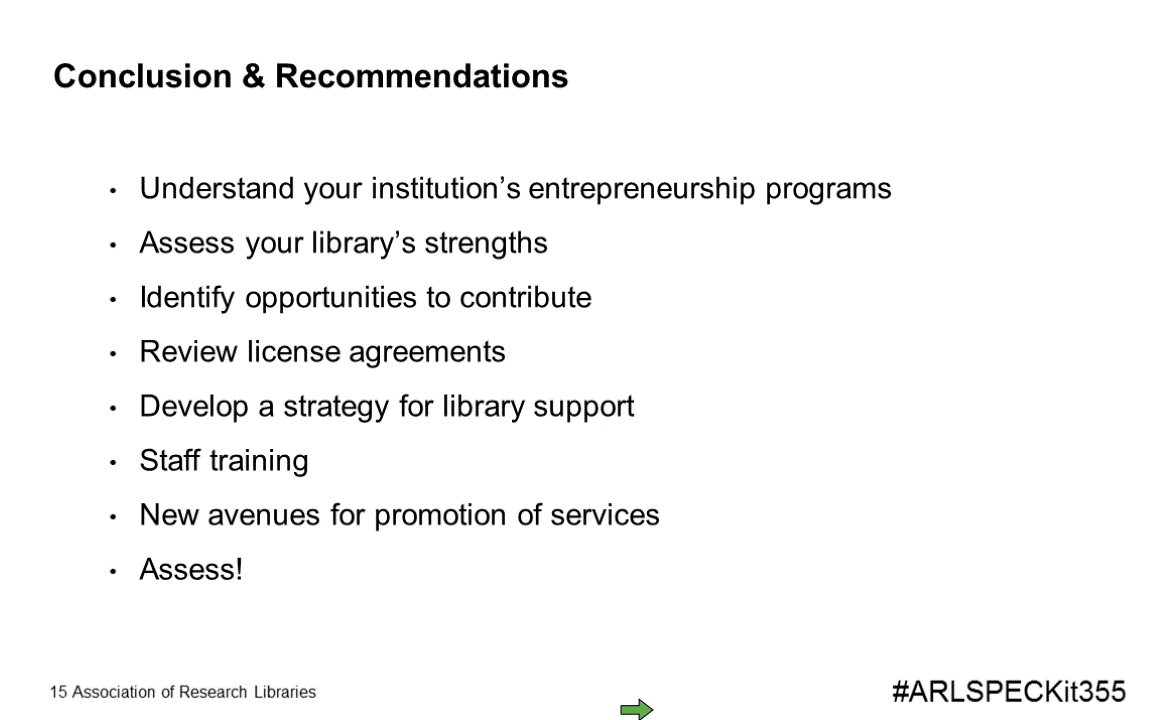 Conclusion & Recommendations
• Understand your institution’s entrepreneurship programs
• Assess your library’s strengths
• Identify opportunities to contribute
• Review license agreements
• Develop a strategy for library support
• Staff training
• New avenues for promotion of services
• Assess!
15 Association of Research Libraries
#ARLSPECKit355